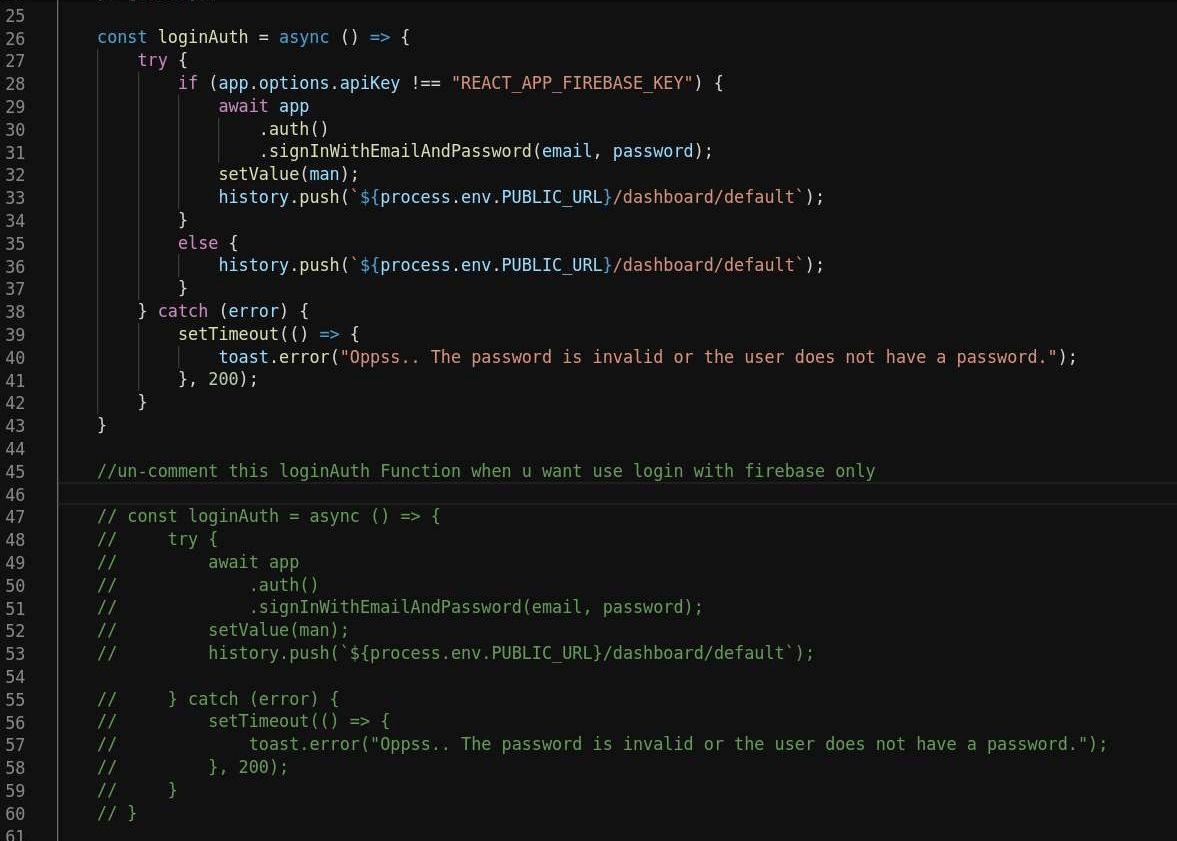 25
26 const loginAuth = async () => {
27 try {
28 if (app.options.apiKey !== "REACT_APP_FIREBASE_KEY") {
29 await app
30 .auth()
31 .signInWithEmailAndPassword(email, password);
32 setValue(man);
33 history.push(`${process.env.PUBLIC_URL}/dashboard/default`);
34 }
35 else {
36 history.push(`${process.env.PUBLIC_URL}/dashboard/default`);
37 }
38 } catch (error) {
39 setTimeout(() => {
40 toast.error("Oppss.. The password is invalid or the user does not have a password.");
41 }, 200);
42 }
43 }
44
45 //un-comment this loginAuth Function when u want use login with firebase only
46
47 // const loginAuth = async () => {
48 // try {
49 // await app
50 // .auth()
51 // .signInWithEmailAndPassword(email, password);
52 // setValue(man);
53 // history.push(`${process.env.PUBLIC_URL}/dashboard/default`);
54
55 // } catch (error) {
56 // setTimeout(() => {
57 // toast.error("Oppss.. The password is invalid or the user does not have a password.");
58 // }, 200);
59 // }
60 // }
61